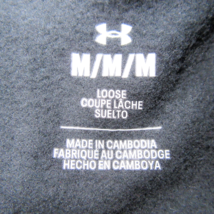 M/M/M
LOOSE
COUPE LÂCHE
SUELTO
MADE IN CAMBODIA
FABRIQUÉ AU CAMBODGE
HECHO EN CAMBOYA